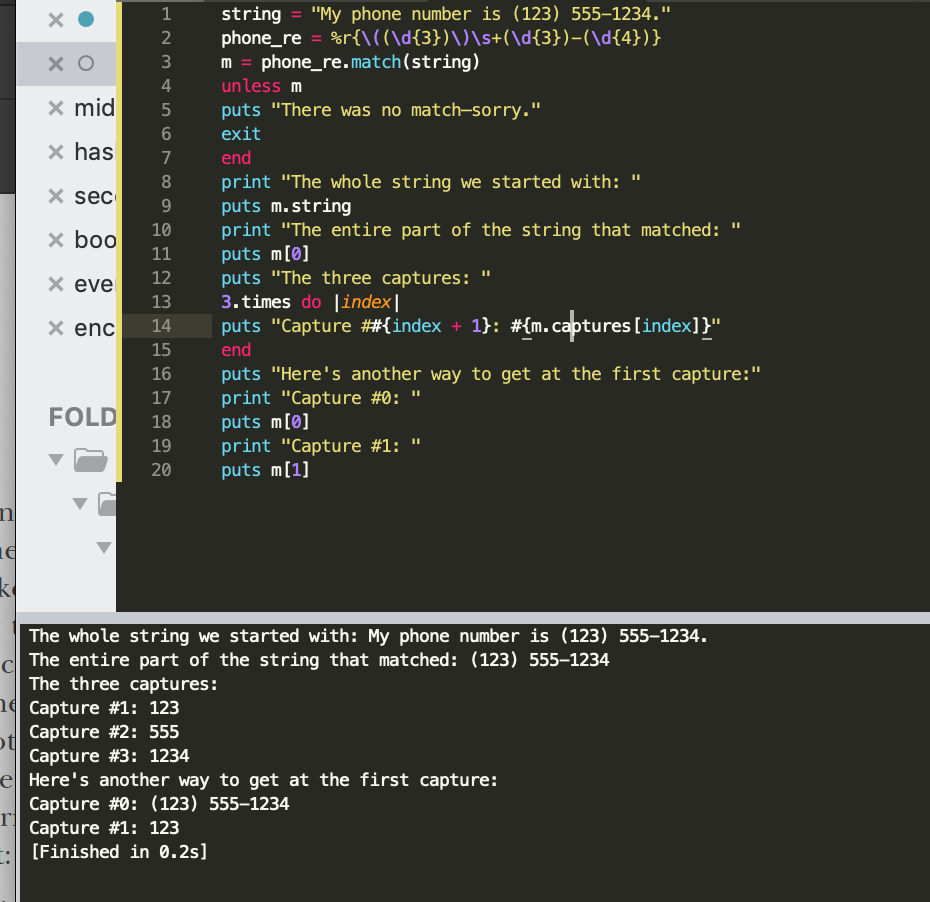 string = "My phone number is (123) 555-1234."
phone_re = %r{\((\d{3})\)\s+(\d{3})-(\d{4})}
m = phone_re.match(string)
unless m
puts "There was no match—sorry."
exit
end
print "The whole string we started with: "
puts m.string
print "The entire part of the string that matched: "
puts m[0]
puts "The three captures: "
3.times do |index|
puts "Capture ##{index + 1}: #{m.captures[index]}"
end
puts "Here's another way to get at the first capture:"
print "Capture #0: "
puts m[0]
print "Capture #1: "
puts m[1]
1
2
3
4
5
6
7
8
9
10
11
12
13
14
15
16
17
18
19
20
mid
has
sec
boo
eve
enc
FOLD
The whole string we started with: My phone number is (123) 555-1234.
The entire part of the string that matched: (123) 555-1234
The three captures:
Capture #1: 123
Capture #2: 555
Capture #3: 1234
Here's another way to get at the first capture:
Capture #0: (123) 555-1234
Capture #1: 123
[Finished in 0.2s]